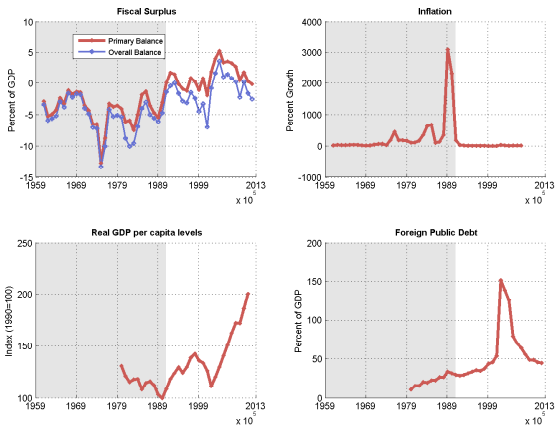 Fiscal Surplus
Percent of GDP
10
5
0
-5
-10
-15
Primary Balance
Overall Balance
1959 1969 1979 1989 1999 2013
x 10^5
Inflation
Percent Growth
4000
3000
2000
1000
0
-1000
1959 1969 1979 1989 1999 2013
x 10^5
Real GDP per capita levels
Index (1990=100)
250
200
150
100
1959 1969 1979 1989 1999 2013
x 10^5
Foreign Public Debt
Percent of GDP
200
150
100
50
0
1959 1969 1979 1989 1999 2013
x 10^5